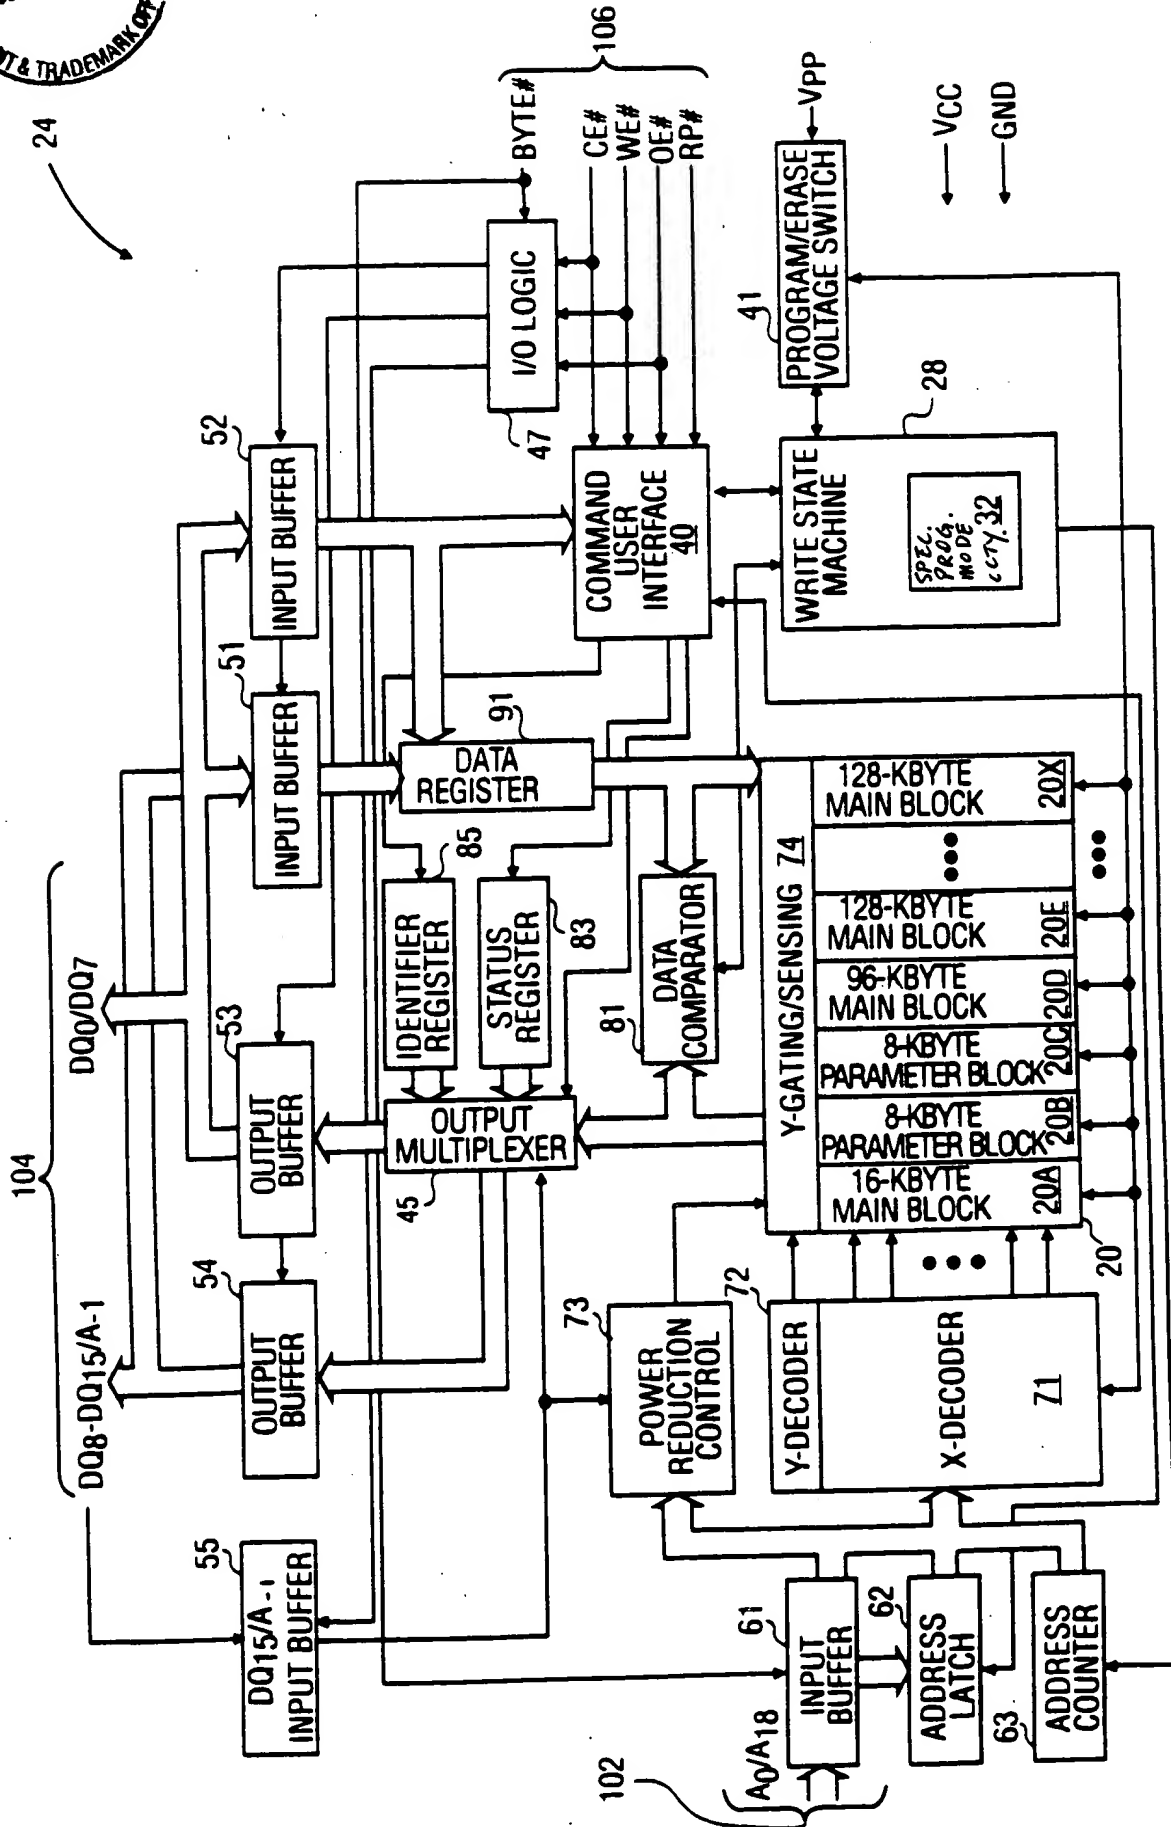 NT & TRADEMARK OFF
24
104
DQ8-DQ15/A-1
DQ0/DQ7
55
DQ15/A-1
INPUT BUFFER
54
OUTPUT
BUFFER
53
OUTPUT
BUFFER
51
INPUT BUFFER
52
INPUT BUFFER
I/O LOGIC
47
BYTE#
CE#
WE#
OE#
RP#
106
45
OUTPUT
MULTIPLEXER
IDENTIFIER
REGISTER
85
STATUS
REGISTER
83
DATA
REGISTER
91
COMMAND
USER
INTERFACE
40
73
POWER
REDUCTION
CONTROL
81
DATA
COMPARATOR
WRITE STATE
MACHINE
28
SPEC.
PROG.
MODE
CCTY. 32
41
PROGRAM/ERASE
VOLTAGE SWITCH
VPP
VCC
GND
72
Y-DECODER
X-DECODER
71
Y-GATING/SENSING 74
16-KBYTE
MAIN BLOCK
20A
8-KBYTE
PARAMETER BLOCK
20B
8-KBYTE
PARAMETER BLOCK
20C
96-KBYTE
MAIN BLOCK
20D
128-KBYTE
MAIN BLOCK
20E
128-KBYTE
MAIN BLOCK
20X
20
102
A0/A18
61
INPUT
BUFFER
62
ADDRESS
LATCH
63
ADDRESS
COUNTER